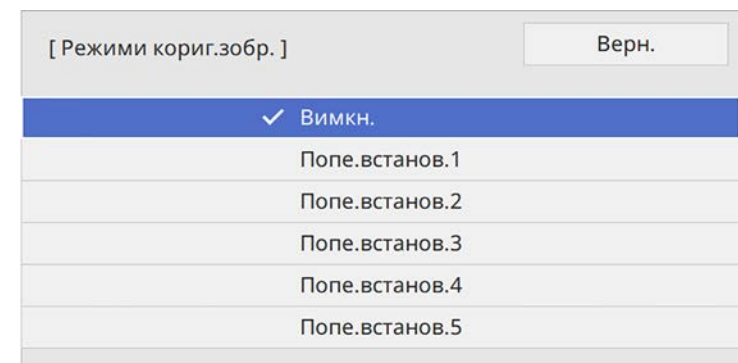 [ Режими кориг.зобр. ]
Верн.
Вимкн.
Попе.встанов.1
Попе.встанов.2
Попе.встанов.3
Попе.встанов.4
Попе.встанов.5